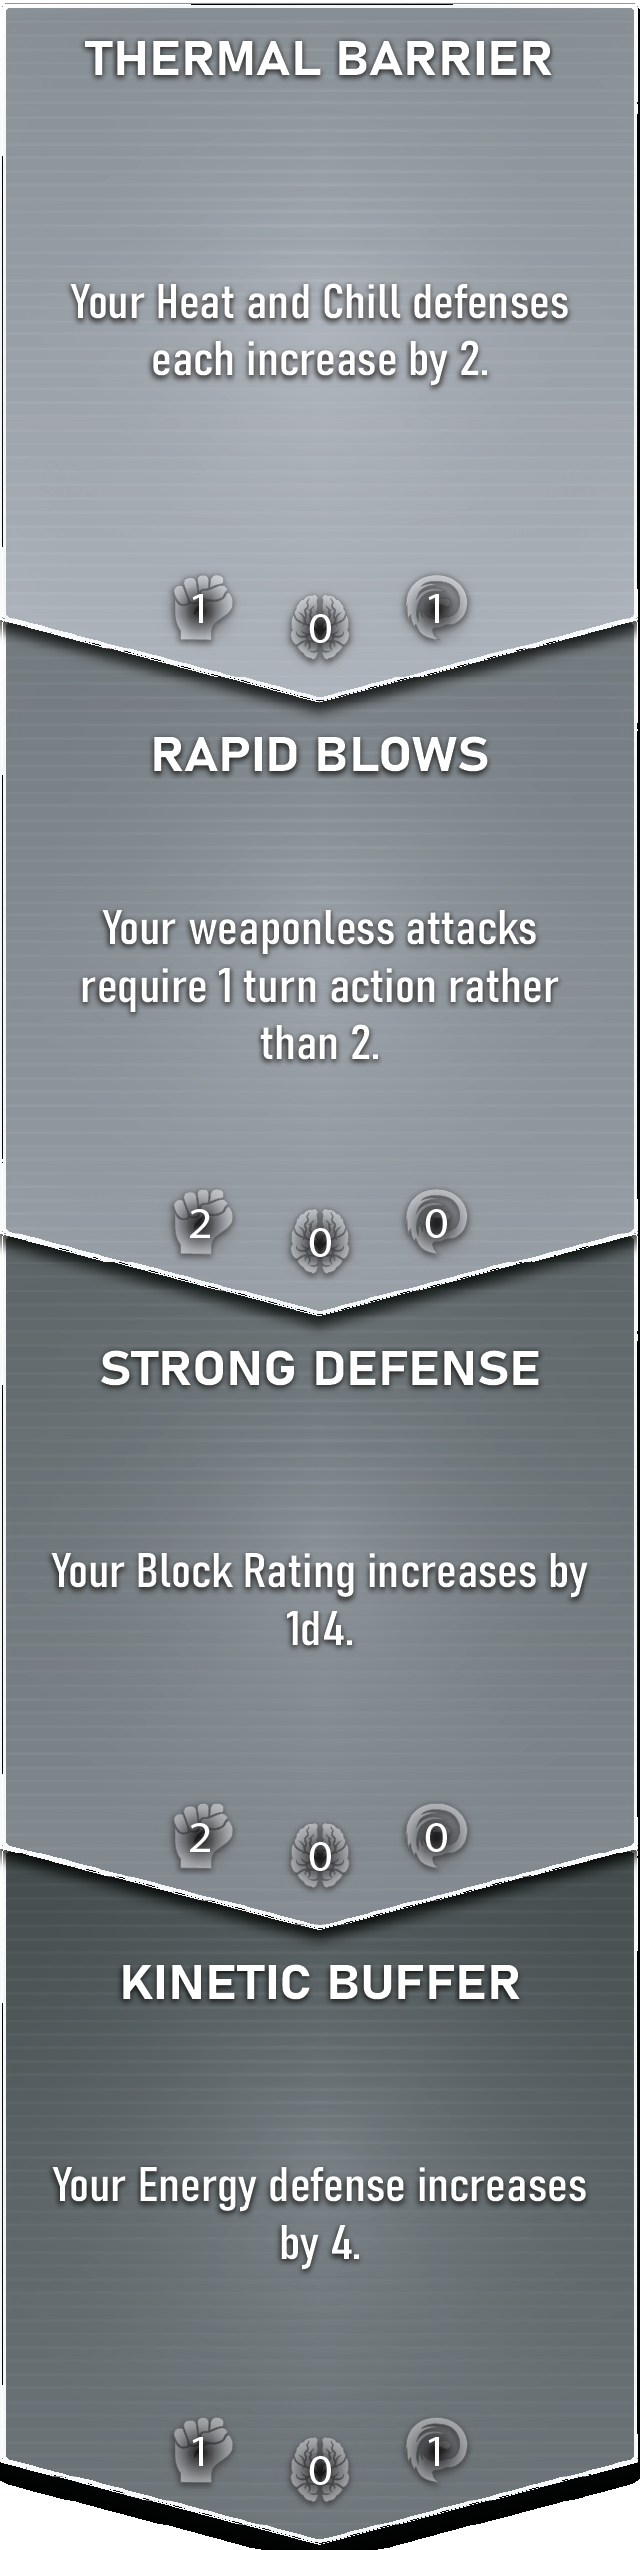 THERMAL BARRIER
Your Heat and Chill defenses
each increase by 2.
1 0 1
RAPID BLOWS
Your weaponless attacks
require 1 turn action rather
than 2.
2 0 0
STRONG DEFENSE
Your Block Rating increases by
1d4.
2 0 0
KINETIC BUFFER
Your Energy defense increases
by 4.
1 0 1